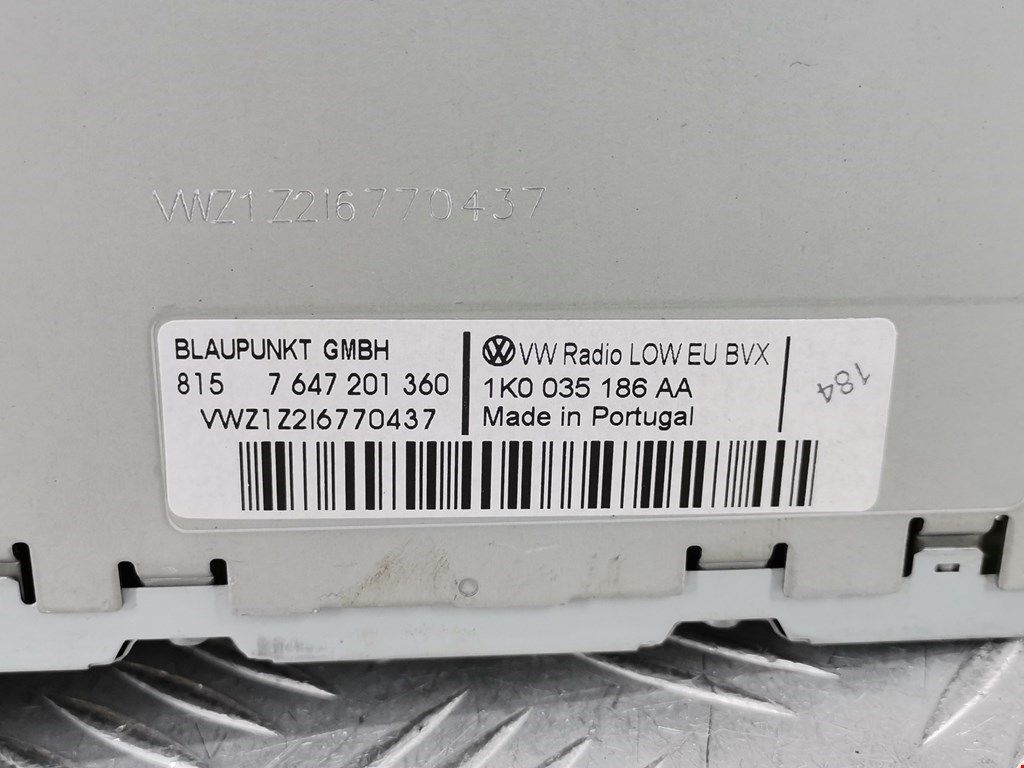 VWZ1Z2I6770437
BLAUPUNKT GMBH
815 7 647 201 360
VWZ1Z2I6770437
VW Radio LOW EU BVX
1K0 035 186 AA
Made in Portugal
184